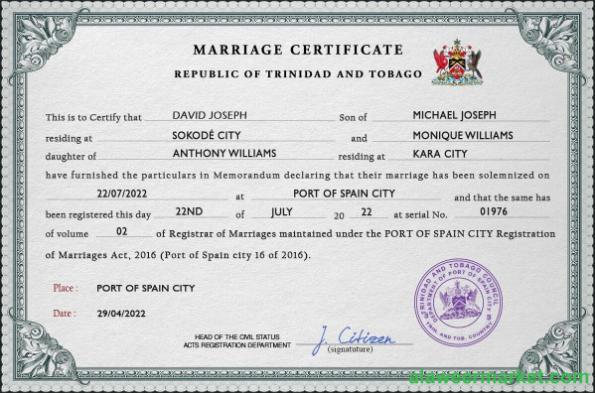 MARRIAGE CERTIFICATE
REPUBLIC OF TRINIDAD AND TOBAGO
This is to Certify that DAVID JOSEPH Son of MICHAEL JOSEPH
residing at SOKODÉ CITY and MONIQUE WILLIAMS
daughter of ANTHONY WILLIAMS residing at KARA CITY
have furnished the particulars in Memorandum declaring that their marriage has been solemnized on
22/07/2022 at PORT OF SPAIN CITY and that the same has
been registered this day 22ND of JULY 20 22 at serial No. 01976
of volume 02 of Registrar of Marriages maintained under the PORT OF SPAIN CITY Registration
of Marriages Act, 2016 (Port of Spain city 16 of 2016).
Place : PORT OF SPAIN CITY
Date : 29/04/2022
HEAD OF THE CIVIL STATUS
ACTS REGISTRATION DEPARTMENT
J. Citizen
(signature)
TRINIDAD AND TOBAGO COUNCIL
DEPARTMENT OF PORT OF SPAIN CITY
TRIN. AND TOB. COUNTRY